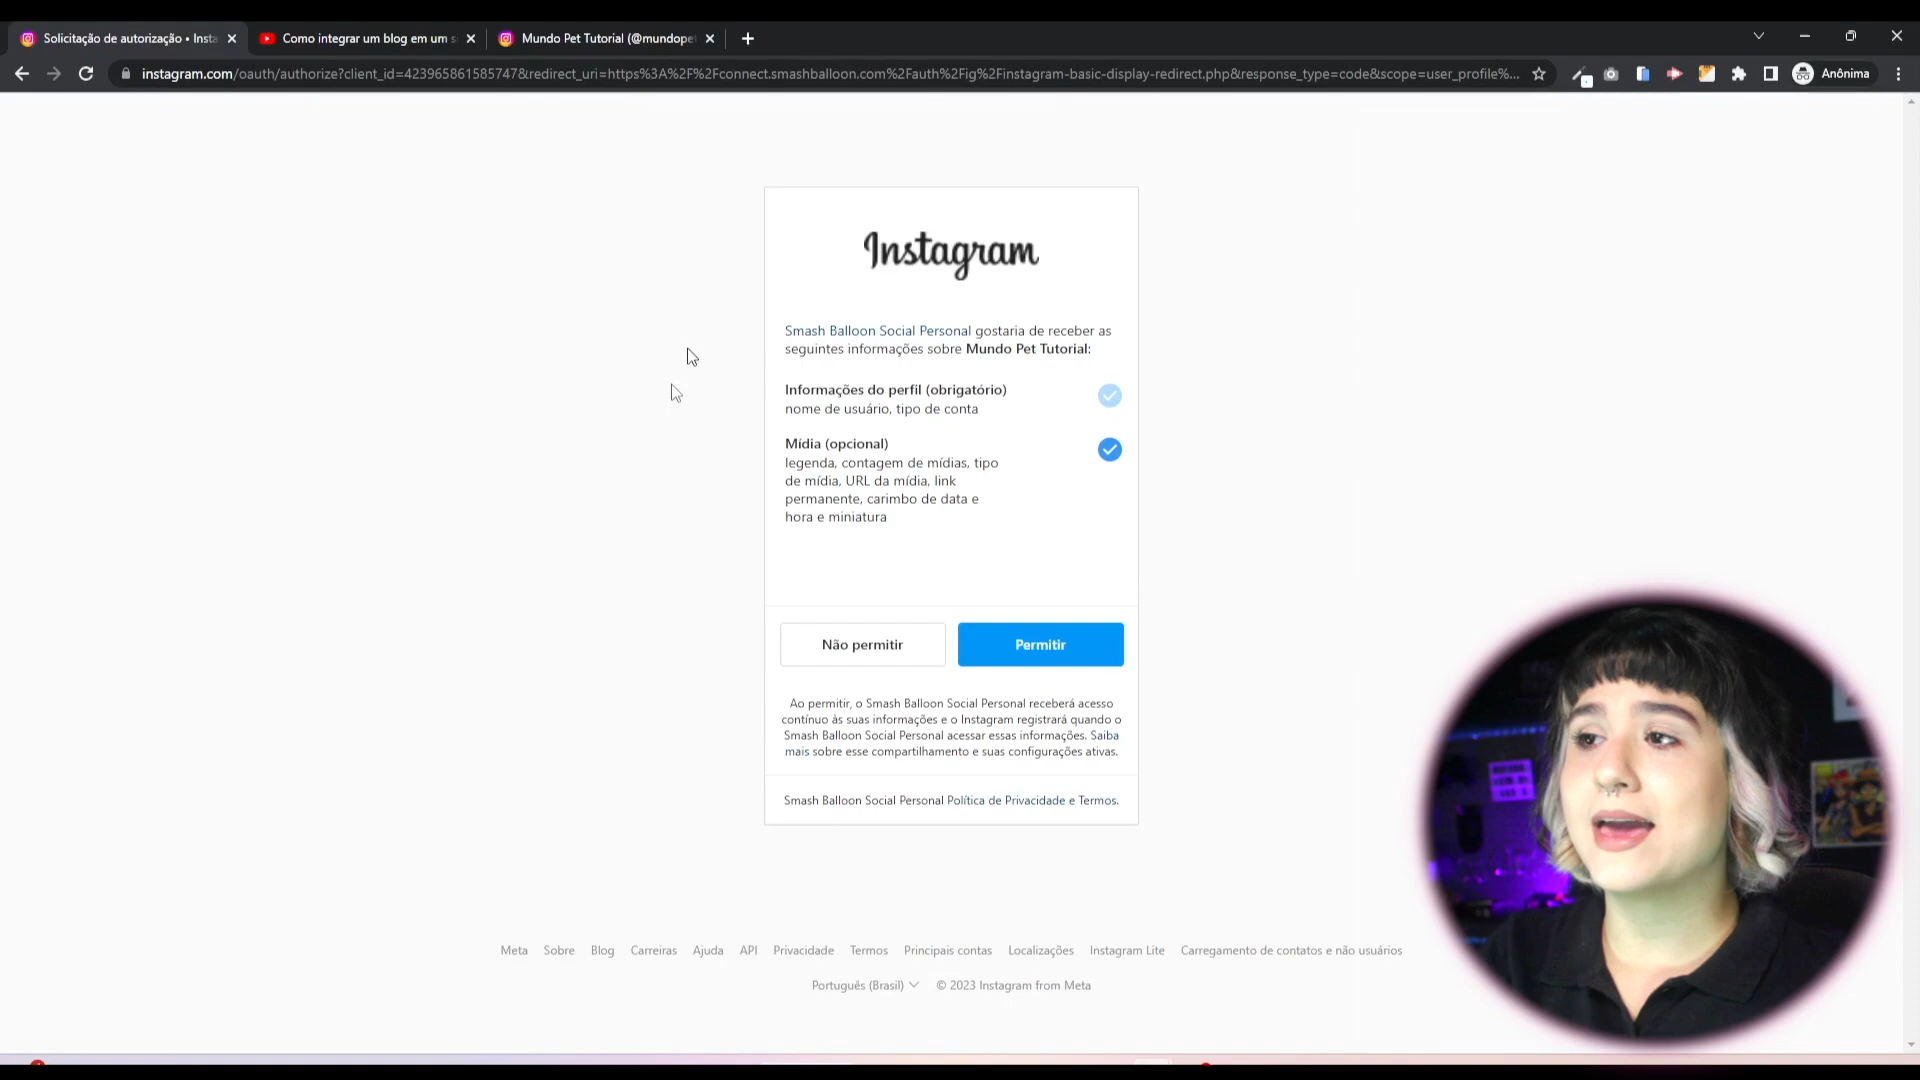 Solicitação de autorização • Insta
Como integrar um blog em um s
Mundo Pet Tutorial (@mundope
instagram.com/oauth/authorize?client_id=423965861585747&redirect_uri=https%3A%2F%2Fconnect.smashballoon.com%2Fauth%2Fig%2Finstagram-basic-display-redirect.php&response_type=code&scope=user_profile%...
Anônima
Instagram
Smash Balloon Social Personal gostaria de receber as
seguintes informações sobre Mundo Pet Tutorial:
Informações do perfil (obrigatório)
nome de usuário, tipo de conta
Mídia (opcional)
legenda, contagem de mídias, tipo
de mídia, URL da mídia, link
permanente, carimbo de data e
hora e miniatura
Não permitir
Permitir
Ao permitir, o Smash Balloon Social Personal receberá acesso
contínuo às suas informações e o Instagram registrará quando o
Smash Balloon Social Personal acessar essas informações. Saiba
mais sobre esse compartilhamento e suas configurações ativas.
Smash Balloon Social Personal Política de Privacidade e Termos.
Meta Sobre Blog Carreiras Ajuda API Privacidade Termos Principais contas Localizações Instagram Lite Carregamento de contatos e não usuários
Português (Brasil) © 2023 Instagram from Meta